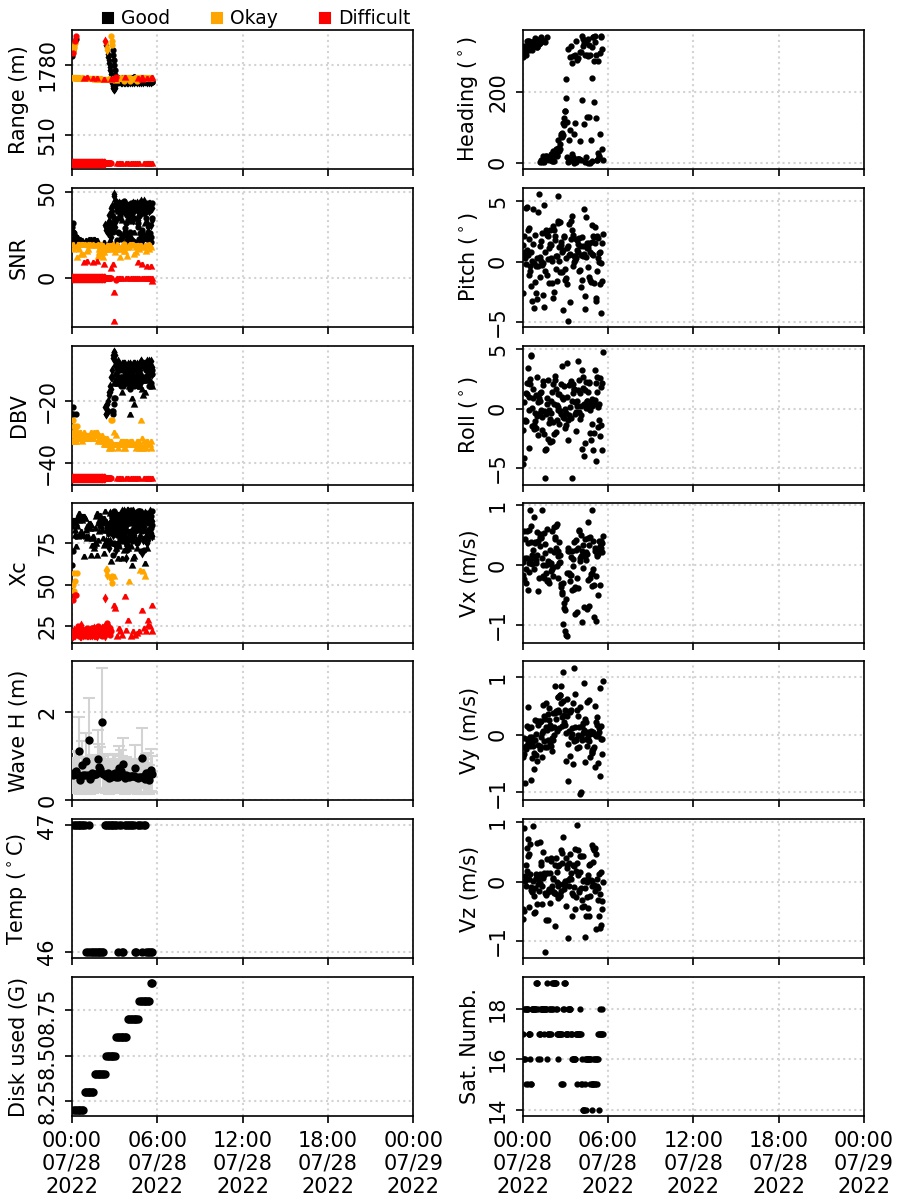 Good Okay Difficult
Range (m)
1780
510
Heading (°)
200
0
SNR
50
0
Pitch (°)
5
0
−5
DBV
−20
−40
Roll (°)
5
0
−5
Xc
75
50
25
Vx (m/s)
1
0
−1
Wave H (m)
2
0
Vy (m/s)
1
0
−1
Temp (°C)
47
46
Vz (m/s)
1
0
−1
Disk used (G)
8.75
8.50
8.25
Sat. Numb.
18
16
14
00:00 06:00 12:00 18:00 00:00
07/28 07/28 07/28 07/28 07/29
2022 2022 2022 2022 2022
00:00 06:00 12:00 18:00 00:00
07/28 07/28 07/28 07/28 07/29
2022 2022 2022 2022 2022